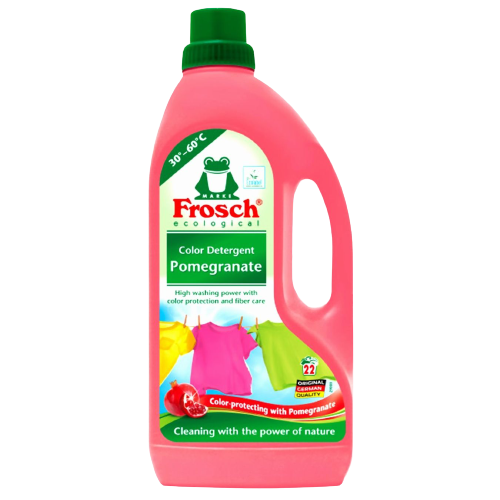 30°-60°C
MARKE
Frosch®
ecological
Color Detergent
Pomegranate
High washing power with
color protection and fiber care
22
ORIGINAL
GERMAN
QUALITY
Color-protecting with Pomegranate
Cleaning with the power of nature